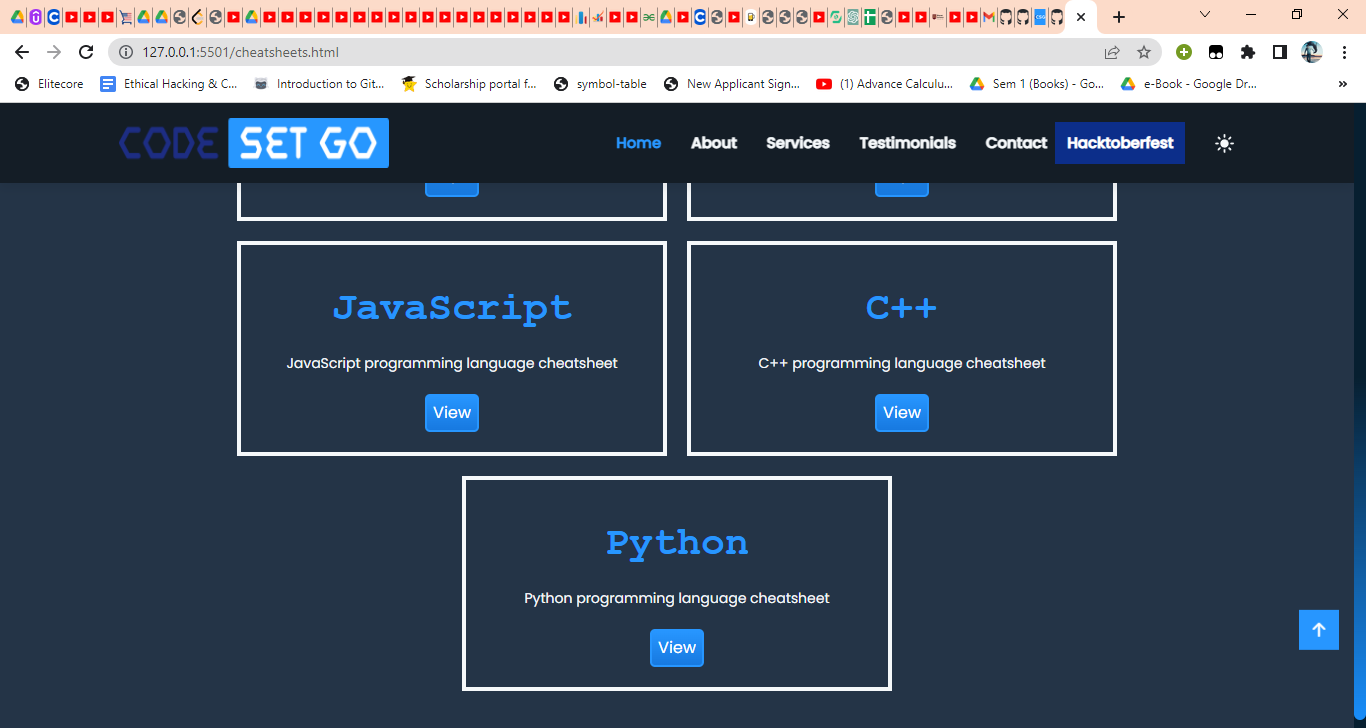 127.0.0.1:5501/cheatsheets.html
Elitecore
Ethical Hacking & C...
Introduction to Git...
Scholarship portal f...
symbol-table
New Applicant Sign...
(1) Advance Calculu...
Sem 1 (Books) - Go...
e-Book - Google Dr...
»
CODE SET GO
Home
About
Services
Testimonials
Contact
Hacktoberfest
JavaScript
JavaScript programming language cheatsheet
View
C++
C++ programming language cheatsheet
View
Python
Python programming language cheatsheet
View